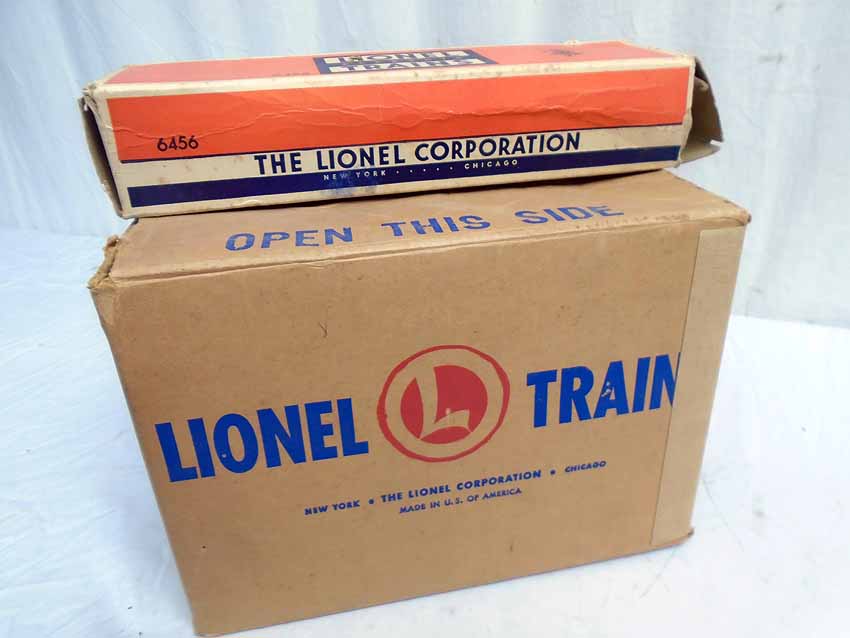 LIONEL
TRAINS
6456
THE LIONEL CORPORATION
NEW YORK ..... CHICAGO
OPEN THIS SIDE
LIONEL L TRAIN
NEW YORK • THE LIONEL CORPORATION • CHICAGO
MADE IN U.S. OF AMERICA